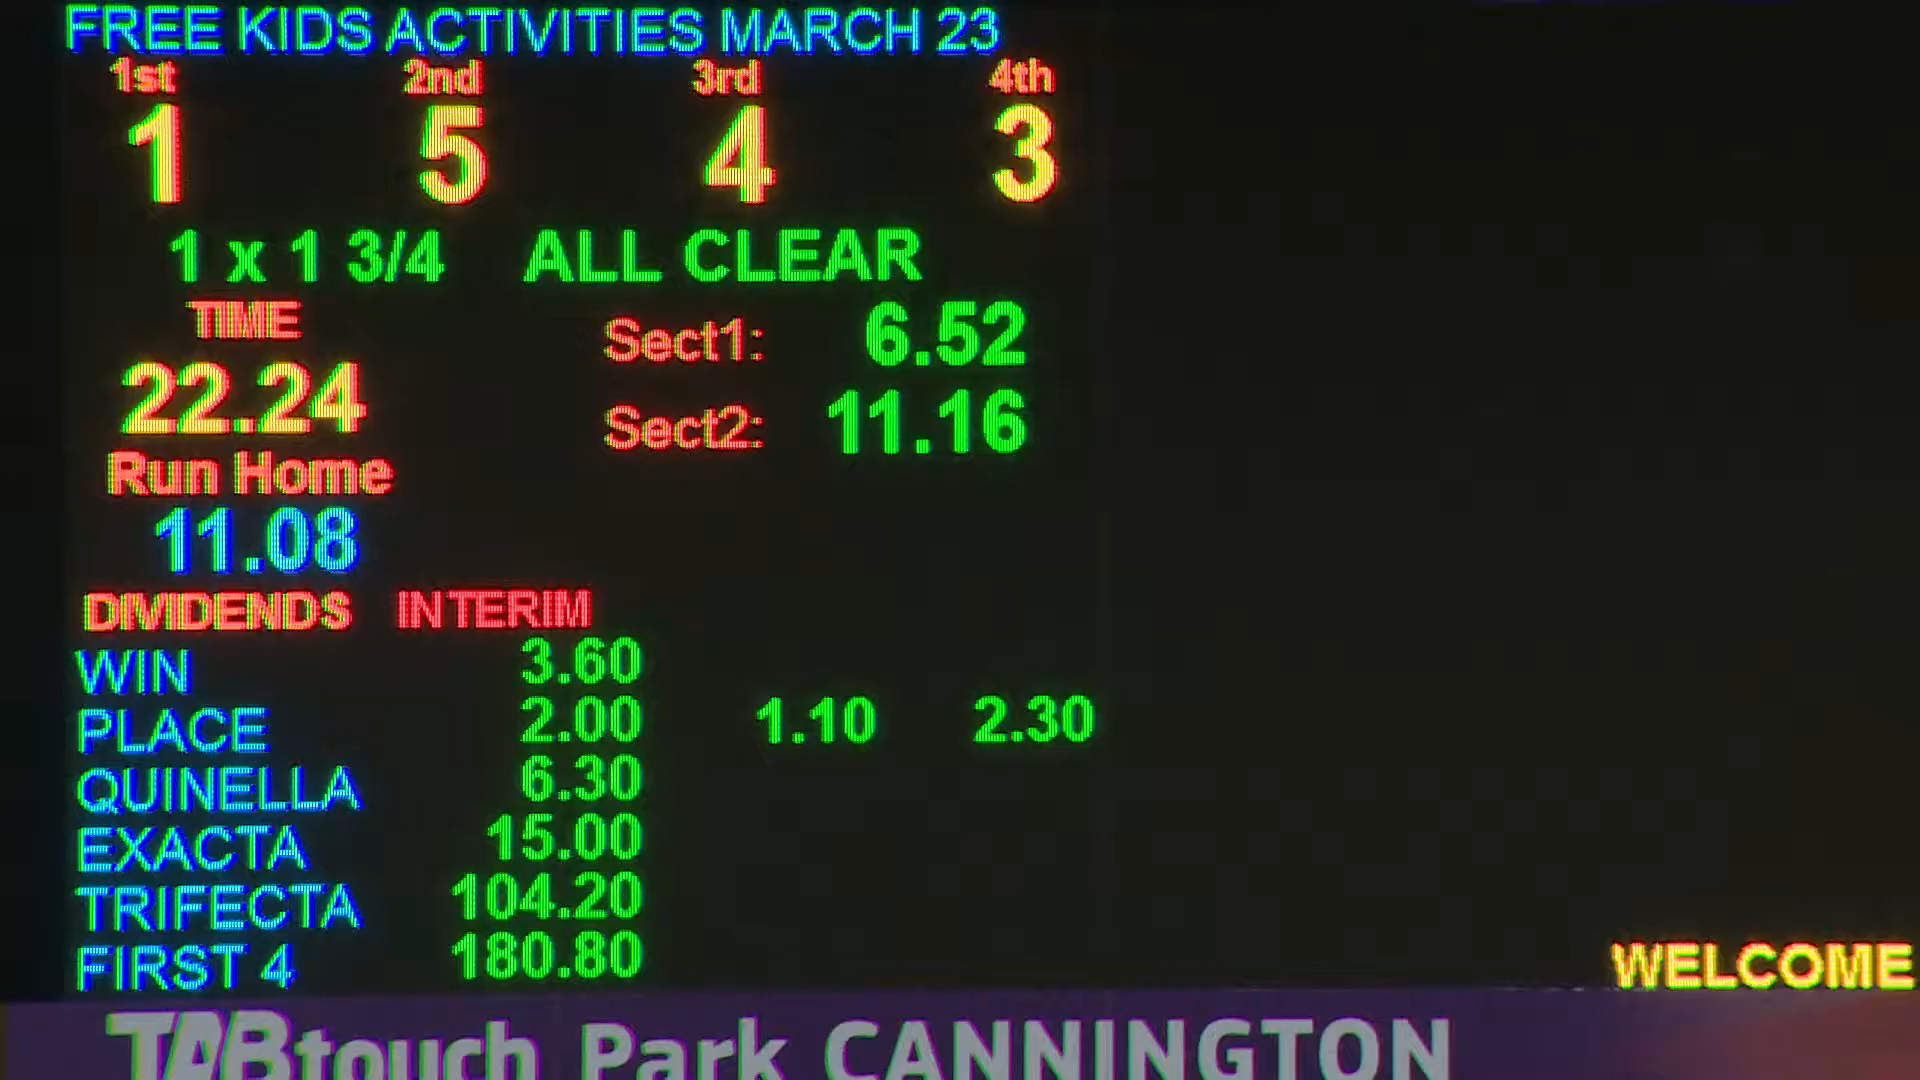 FREE KIDS ACTIVITIES MARCH 23
1st 2nd 3rd 4th
1 5 4 3
1 x 1 3/4 ALL CLEAR
TIME
22.24
Sect1: 6.52
Sect2: 11.16
Run Home
11.08
DIVIDENDS INTERIM
WIN 3.60
PLACE 2.00 1.10 2.30
QUINELLA 6.30
EXACTA 15.00
TRIFECTA 104.20
FIRST 4 180.80
WELCOME
TABtouch Park CANNINGTON